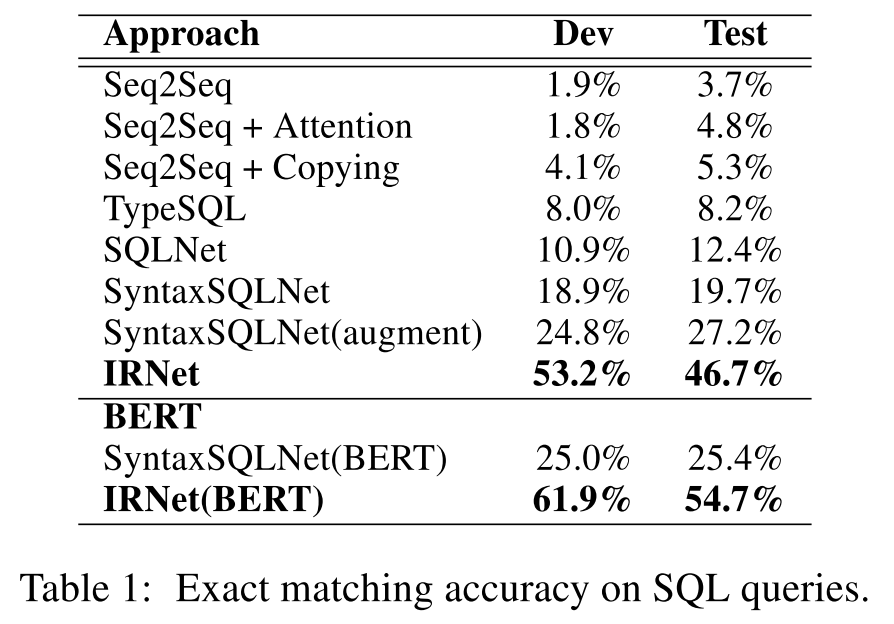 Approach Dev Test
Seq2Seq 1.9% 3.7%
Seq2Seq + Attention 1.8% 4.8%
Seq2Seq + Copying 4.1% 5.3%
TypeSQL 8.0% 8.2%
SQLNet 10.9% 12.4%
SyntaxSQLNet 18.9% 19.7%
SyntaxSQLNet(augment) 24.8% 27.2%
IRNet 53.2% 46.7%
BERT
SyntaxSQLNet(BERT) 25.0% 25.4%
IRNet(BERT) 61.9% 54.7%
Table 1: Exact matching accuracy on SQL queries.